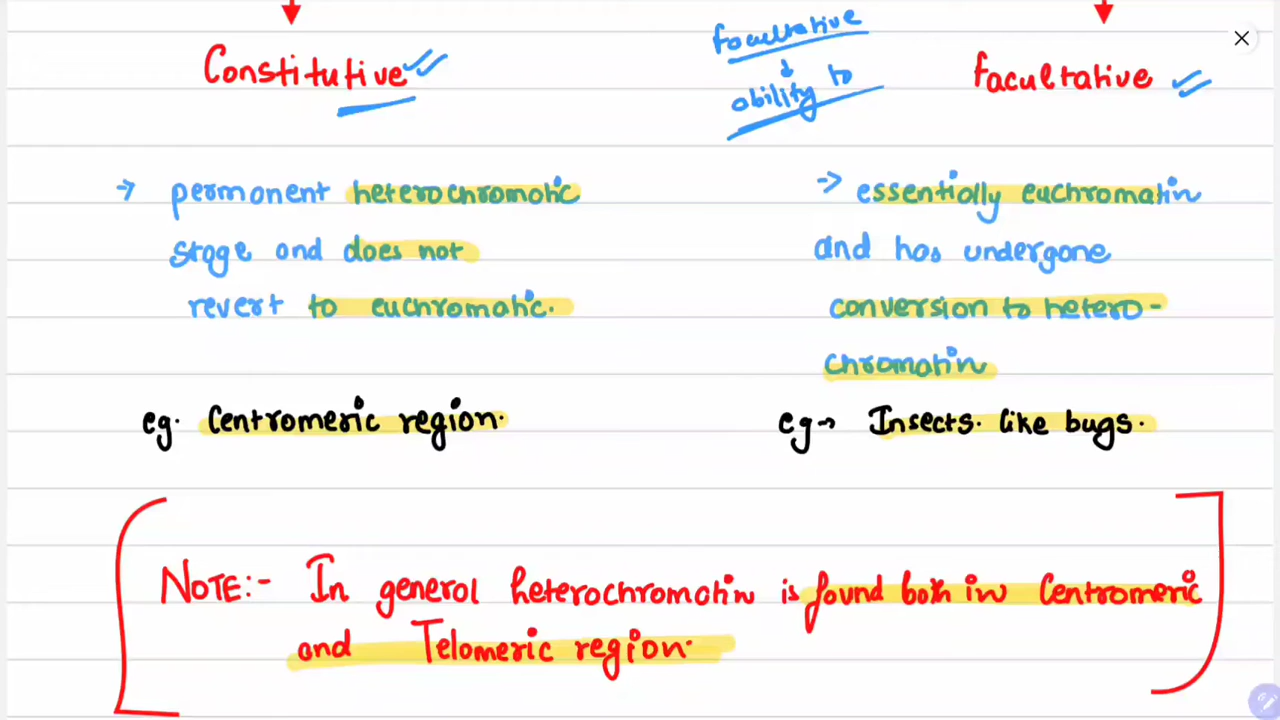 Constitutive
facultative
ability to
facultative
→ permanent heterochromatic
stage and does not
revert to euchromatic.
eg. Centromeric region.
→ essentially euchromatin
and has undergone
conversion to hetero-
chromatin
eg→ Insects. like bugs.
NOTE:- In general heterochromatin is found both in Centromeric
and Telomeric region.